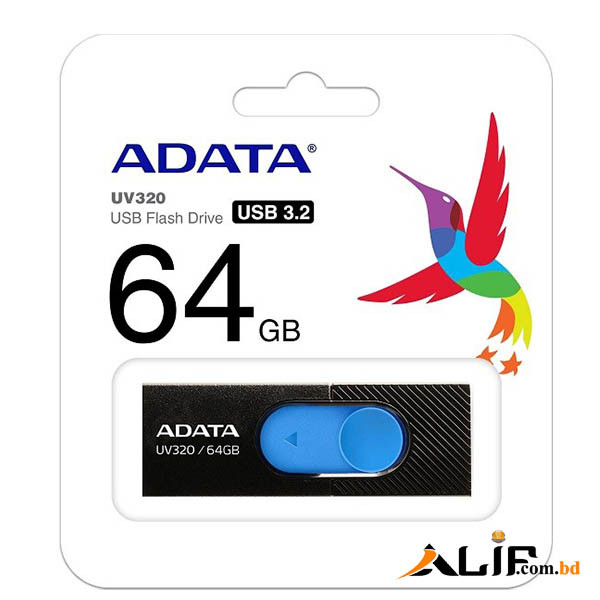 ADATA®
UV320
USB Flash Drive USB 3.2
64 GB
ADATA
UV320 / 64GB
ALIF.com.bd